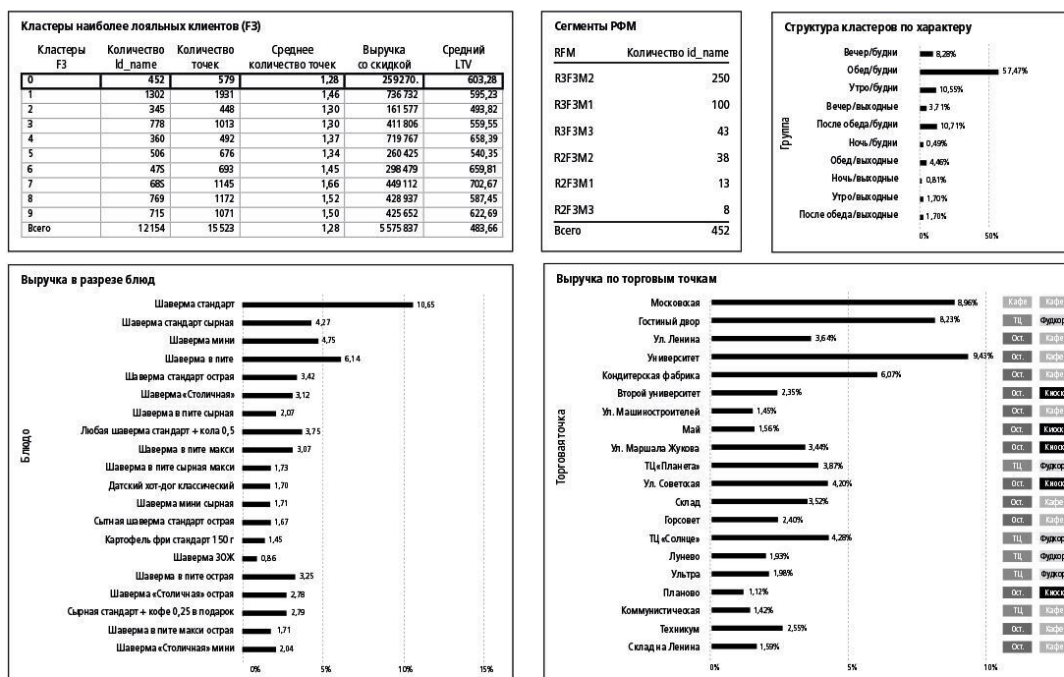 Кластеры наиболее лояльных клиентов (F3)
Кластеры F3 Количество Id_name Количество точек Среднее количество точек Выручка со скидкой Средний LTV
0 452 579 1,28 259270. 603,28
1 1302 1931 1,46 736 732 595,23
2 345 448 1,30 161 577 493,82
3 778 1013 1,30 411 806 559,55
4 360 492 1,37 719 767 658,39
5 506 676 1,34 260 425 540,35
6 47S 693 1,45 298 479 659,81
7 68S 1145 1,66 449 112 702,67
8 769 1172 1,52 428 937 587,45
9 715 1071 1,50 425 652 622,69
Всего 12 154 15 523 1,28 5 575 837 483,66
Сегменты РФМ
RFM Количество id_name
R3F3M2 250
R3F3M1 100
R3F3M3 43
R2F3M2 38
R2F3M1 13
R2F3M3 8
Всего 452
Структура кластеров по характеру
Группа
Вечер/будни 8,28%
Обед/будни 57,47%
Утро/будни 10,55%
Вечер/выходные 3,71%
После обеда/будни 10,71%
Ночь/будни 0,49%
Обед/выходные 4,46%
Ночь/выходные 0,81%
Утро/выходные 1,70%
После обеда/выходные 1,70%
0% 50%
Выручка в разрезе блюд
Блюдо
Шаверма стандарт 10,65
Шаверма стандарт сырная 4,27
Шаверма мини 4,75
Шаверма в пите 6,14
Шаверма стандарт острая 3,42
Шаверма «Столичная» 3,12
Шаверма в пите сырная 2,07
Любая шаверма стандарт + кола 0,5 3,75
Шаверма в пите макси 3,07
Шаверма в пите сырная макси 1,73
Датский хот-дог классический 1,70
Шаверма мини сырная 1,71
Сытная шаверма стандарт острая 1,67
Картофель фри стандарт 150 г 1,45
Шаверма ЗОЖ 0,86
Шаверма в пите острая 3,25
Шаверма «Столичная» острая 2,78
Сырная стандарт + кофе 0,25 в подарок 2,79
Шаверма в пите макси острая 1,71
Шаверма «Столичная» мини 2,04
0% 5% 10% 15%
Выручка по торговым точкам
Торговая точка
Московская 8,96% Кафе Кафе
Гостиный двор 8,23% ТЦ Фудкор
Ул. Ленина 3,64% Ост. Кафе
Университет 9,43% Ост. Кафе
Кондитерская фабрика 6,07% Ост. Кафе
Второй университет 2,35% Ост. Киоск
Ул. Машиностроителей 1,45% Ост. Кафе
Май 1,56% Ост. Киоск
Ул. Маршала Жукова 3,44% Ост. Киоск
ТЦ «Планета» 3,87% ТЦ Фудкор
Ул. Советская 4,20% Ост. Киоск
Склад 3,52% Ост. Кафе
Горсовет 2,40% Ост. Кафе
ТЦ «Солнце» 4,28% ТЦ Фудкор
Лунево 1,93% ТЦ Фудкор
Ультра 1,98% ТЦ Фудкор
Планово 1,12% Ост. Киоск
Коммунистическая 1,42% ТЦ Кафе
Техникум 2,55% Ост. Кафе
Склад на Ленина 1,59% Ост. Кафе
0% 5% 10%